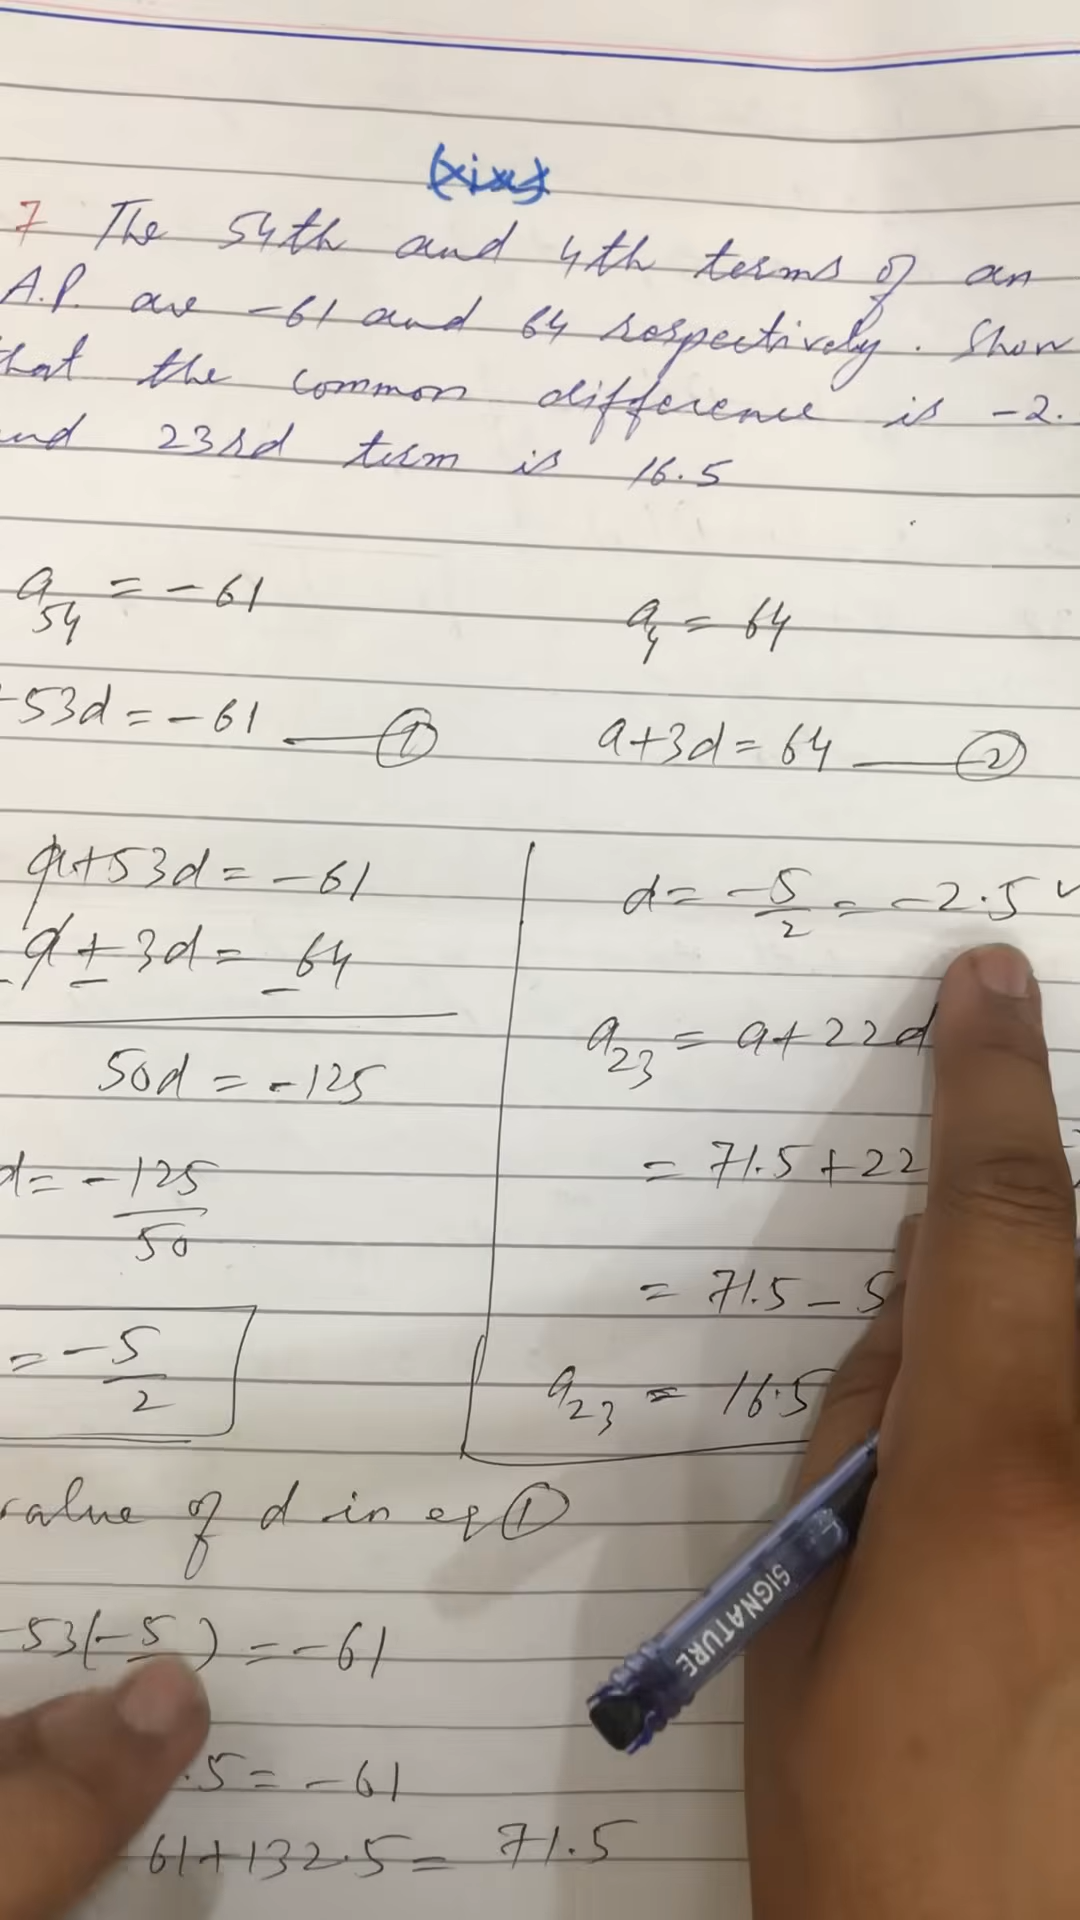 7 The 54th and 4th terms of an
A.P. are -61 and 64 respectively. Show
that the common difference is -2.
and 23rd term is 16.5
a54 = -61
a4 = 64
+53d = -61 ——①
a+3d = 64 ——②
a+53d = -61
a+3d = 64
- - -
50d = -125
d = -125/50
= -5/2
d = -5/2 = -2.5 ✓
a23 = a+22d
= 71.5+22
= 71.5-5
a23 = 16.5
value of d in eq ①
53(-5 ) = -61
.5 = -61
61+132.5 = 71.5
SIGNATURE